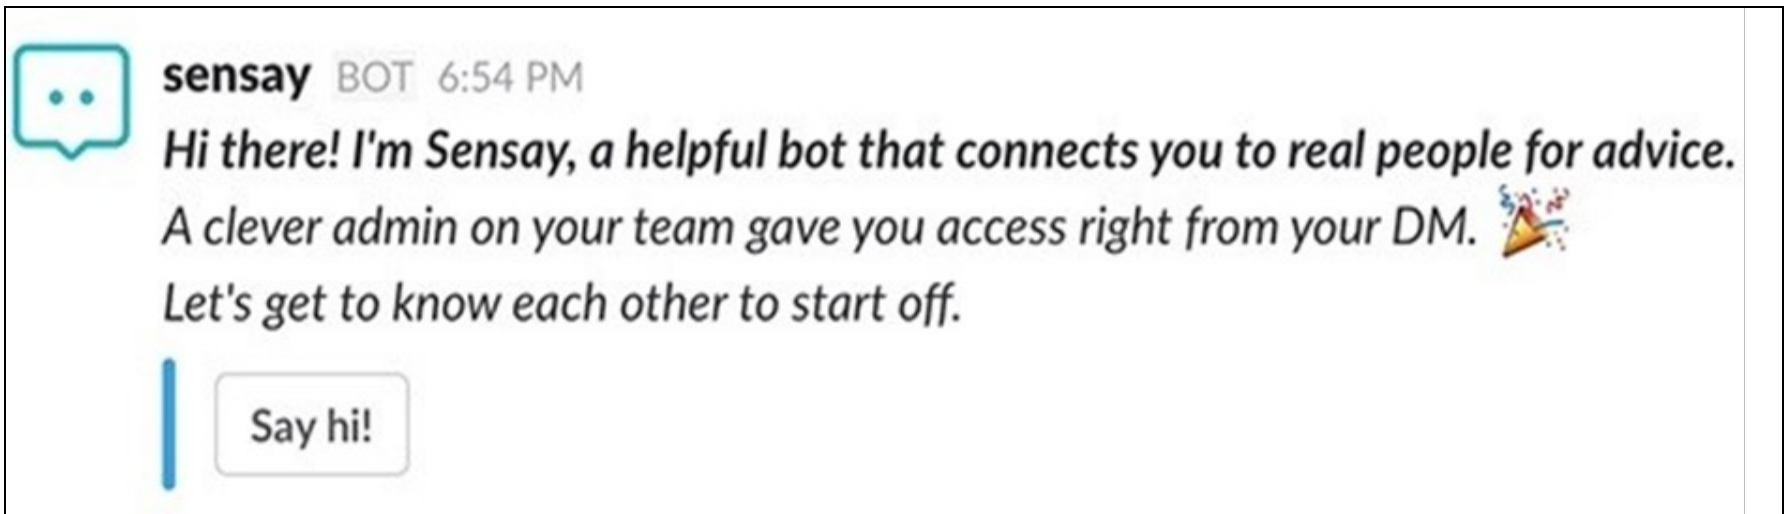 sensay BOT 6:54 PM
Hi there! I'm Sensay, a helpful bot that connects you to real people for advice.
A clever admin on your team gave you access right from your DM. 🎉
Let's get to know each other to start off.
Say hi!